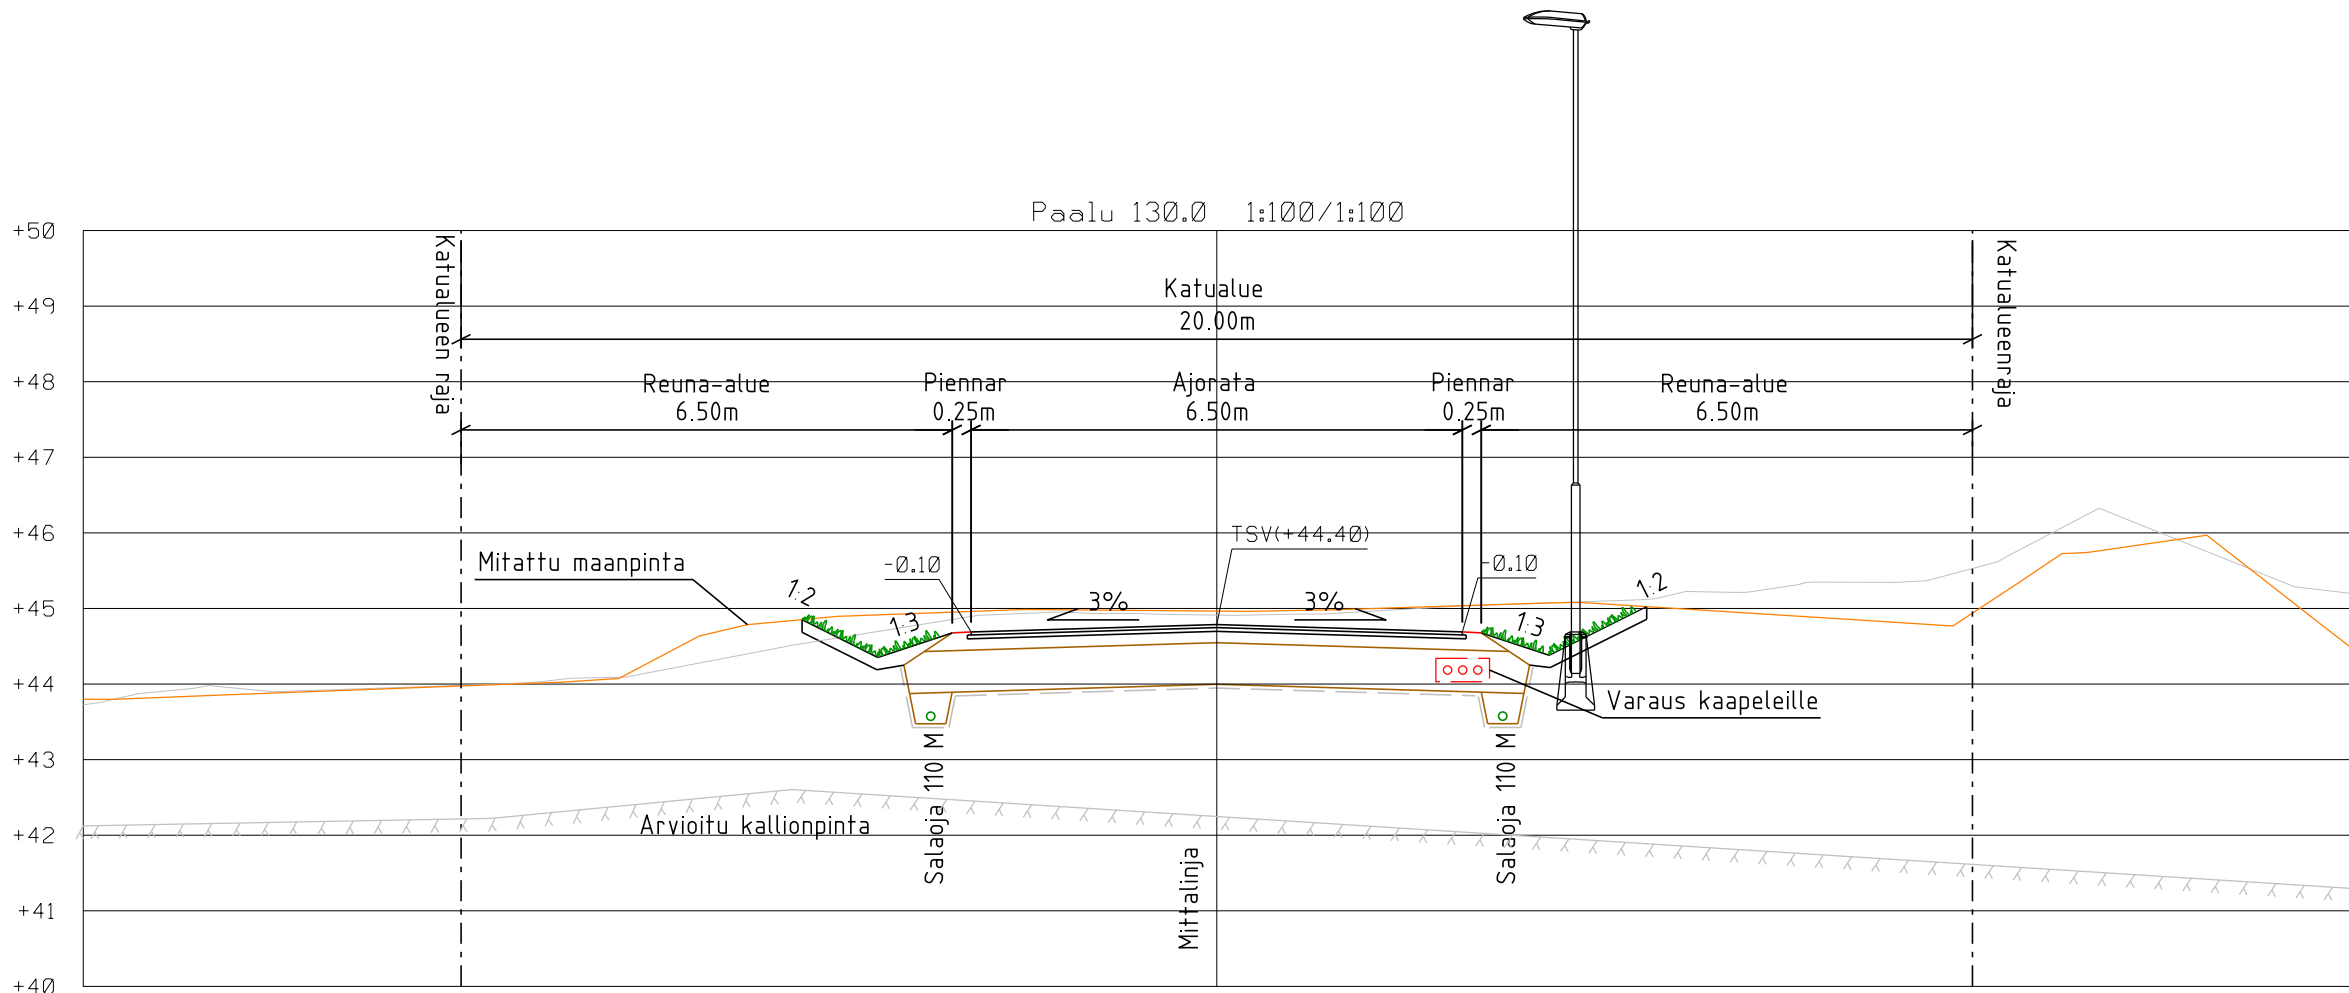 Paalu 130.0 1:100/1:100
+50
+49
+48
+47
+46
+45
+44
+43
+42
+41
+40
Katualueen raja
Katualueenraja
Katualue
20.00m
Reuna-alue
6.50m
Piennar
0.25m
Ajorata
6.50m
Piennar
0.25m
Reuna-alue
6.50m
TSV(+44.40)
Mitattu maanpinta
-0.10
-0.10
1:2
1:3
3%
3%
1:3
1:2
Varaus kaapeleille
Salaoja 110 M
Salaoja 110 M
Arvioitu kallionpinta
Mittalinja